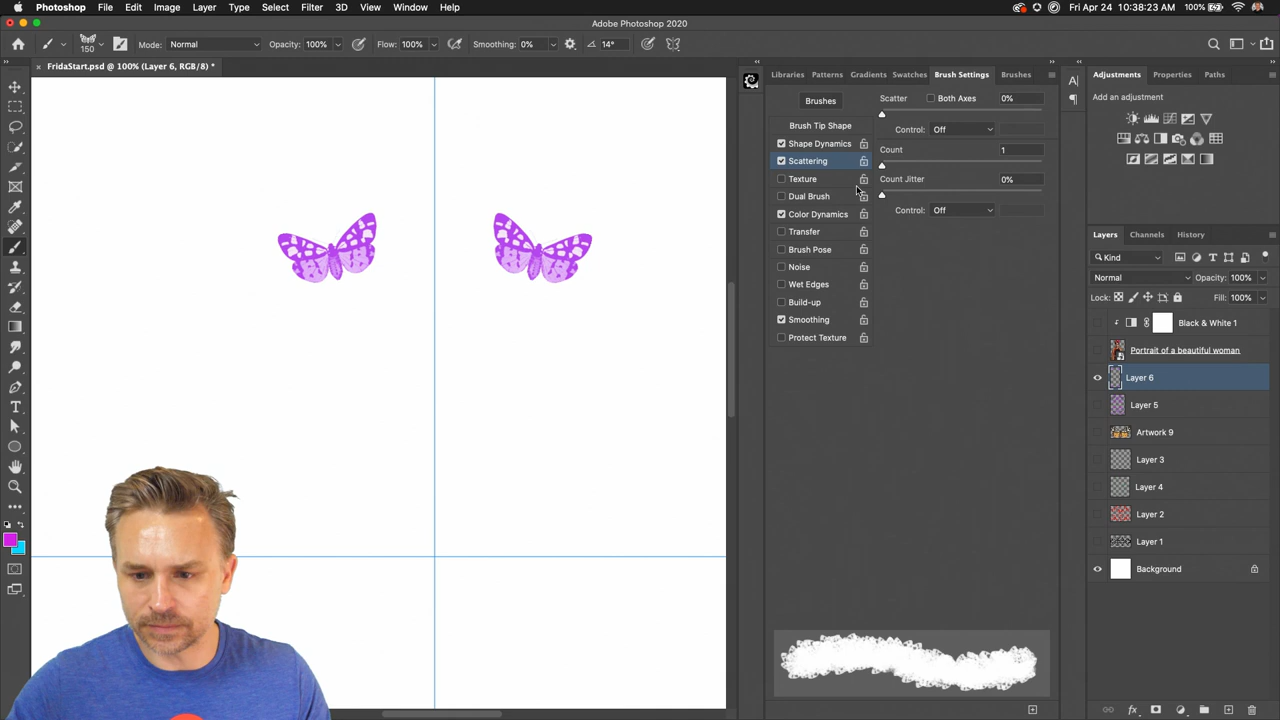 Photoshop File Edit Image Layer Type Select Filter 3D View Window Help 100% Fri Apr 24 10:38:23 AM
Adobe Photoshop 2020
150 Mode: Normal Opacity: 100% Flow: 100% Smoothing: 0% 14°
× FridaStart.psd @ 100% (Layer 6, RGB/8) *
Libraries Patterns Gradients Swatches Brush Settings Brushes
Adjustments Properties Paths
Brushes
Scatter Both Axes 0%
Add an adjustment
Brush Tip Shape
Control: Off
Shape Dynamics
Count 1
Scattering
Texture
Count Jitter 0%
Dual Brush
Color Dynamics
Control: Off
Transfer
Layers Channels History
Brush Pose
Kind
Noise
Normal Opacity: 100%
Wet Edges
Lock: Fill: 100%
Build-up
Smoothing
Black & White 1
Protect Texture
Portrait of a beautiful woman
Layer 6
Layer 5
Artwork 9
Layer 3
Layer 4
Layer 2
Layer 1
Background